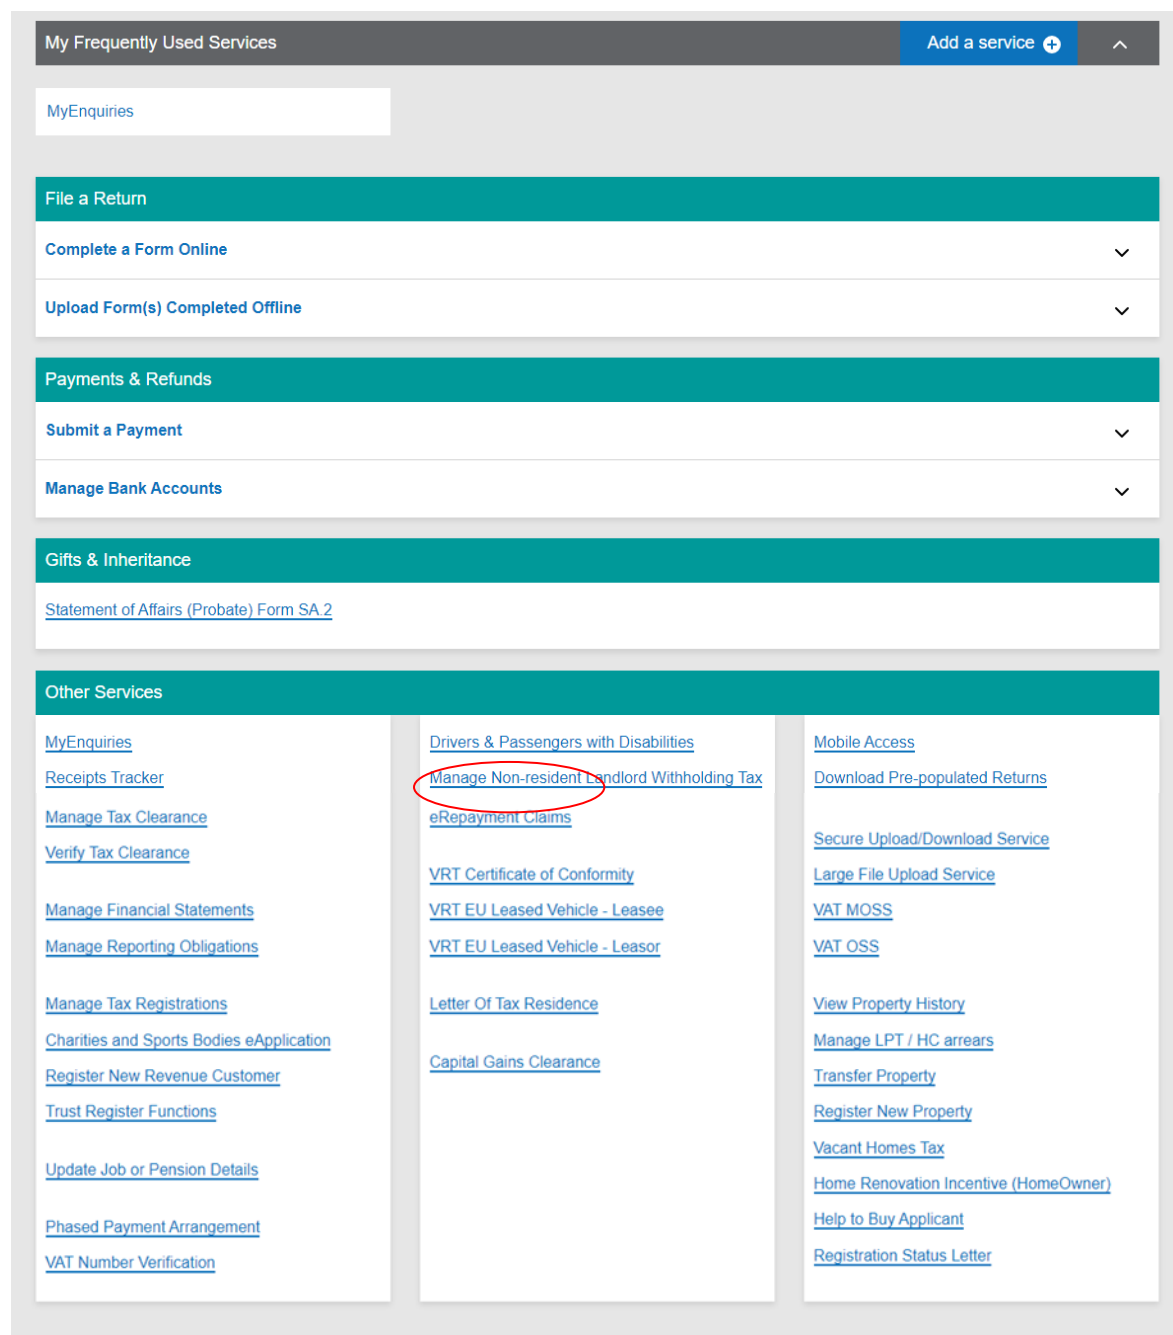 My Frequently Used Services
Add a service
MyEnquiries
File a Return
Complete a Form Online
Upload Form(s) Completed Offline
Payments & Refunds
Submit a Payment
Manage Bank Accounts
Gifts & Inheritance
Statement of Affairs (Probate) Form SA.2
Other Services
MyEnquiries
Receipts Tracker
Manage Tax Clearance
Verify Tax Clearance
Manage Financial Statements
Manage Reporting Obligations
Manage Tax Registrations
Charities and Sports Bodies eApplication
Register New Revenue Customer
Trust Register Functions
Update Job or Pension Details
Phased Payment Arrangement
VAT Number Verification
Drivers & Passengers with Disabilities
Manage Non-resident Landlord Withholding Tax
eRepayment Claims
VRT Certificate of Conformity
VRT EU Leased Vehicle - Leasee
VRT EU Leased Vehicle - Leasor
Letter Of Tax Residence
Capital Gains Clearance
Mobile Access
Download Pre-populated Returns
Secure Upload/Download Service
Large File Upload Service
VAT MOSS
VAT OSS
View Property History
Manage LPT / HC arrears
Transfer Property
Register New Property
Vacant Homes Tax
Home Renovation Incentive (HomeOwner)
Help to Buy Applicant
Registration Status Letter